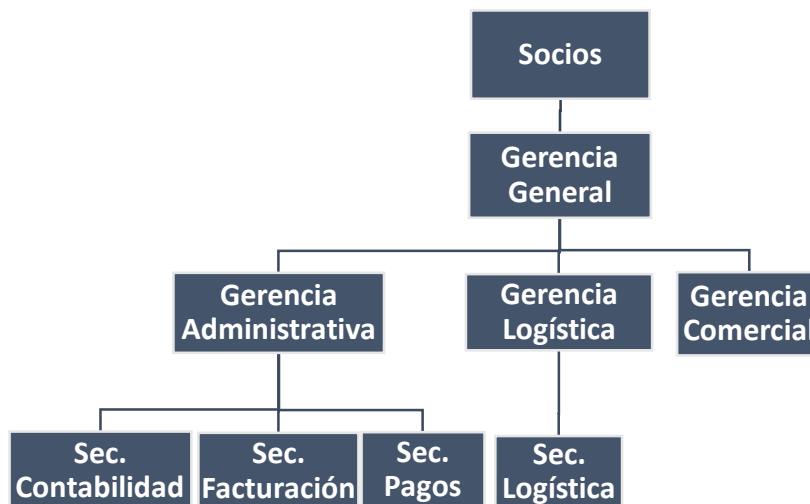 Socios
Gerencia
General
Gerencia
Administrativa
Gerencia
Logística
Gerencia
Comercial
Sec.
Contabilidad
Sec.
Facturación
Sec.
Pagos
Sec.
Logística